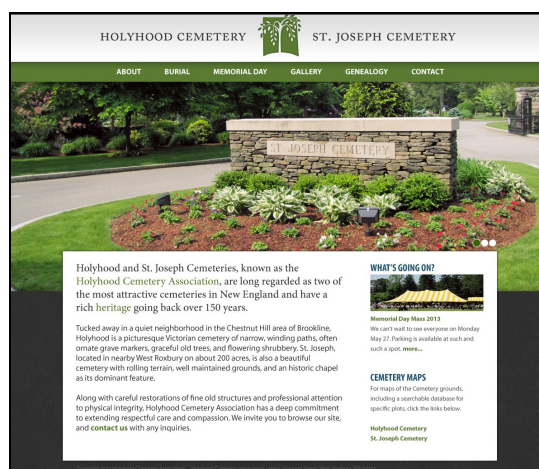 HOLYHOOD CEMETERY ST. JOSEPH CEMETERY
ABOUT BURIAL MEMORIAL DAY GALLERY GENEALOGY CONTACT
ST. JOSEPH CEMETERY
Holyhood and St. Joseph Cemeteries, known as the
Holyhood Cemetery Association, are long regarded as two of
the most attractive cemeteries in New England and have a
rich heritage going back over 150 years.
Tucked away in a quiet neighborhood in the Chestnut Hill area of Brookline,
Holyhood is a picturesque Victorian cemetery of narrow, winding paths, often
ornate grave markers, graceful old trees, and flowering shrubbery. St. Joseph,
located in nearby West Roxbury on about 200 acres, is also a beautiful
cemetery with rolling terrain, well maintained grounds, and an historic chapel
as its dominant feature.
Along with careful restorations of fine old structures and professional attention
to physical integrity, Holyhood Cemetery Association has a deep commitment
to extending respectful care and compassion. We invite you to browse our site,
and contact us with any inquiries.
WHAT'S GOING ON?
Memorial Day Mass 2013
We can't wait to see everyone on Monday
May 27. Parking is available at such and
such a spot. more...
CEMETERY MAPS
For maps of the Cemetery grounds,
including a searchable database for
specific plots, click the links below.
Holyhood Cemetery
St. Joseph Cemetery